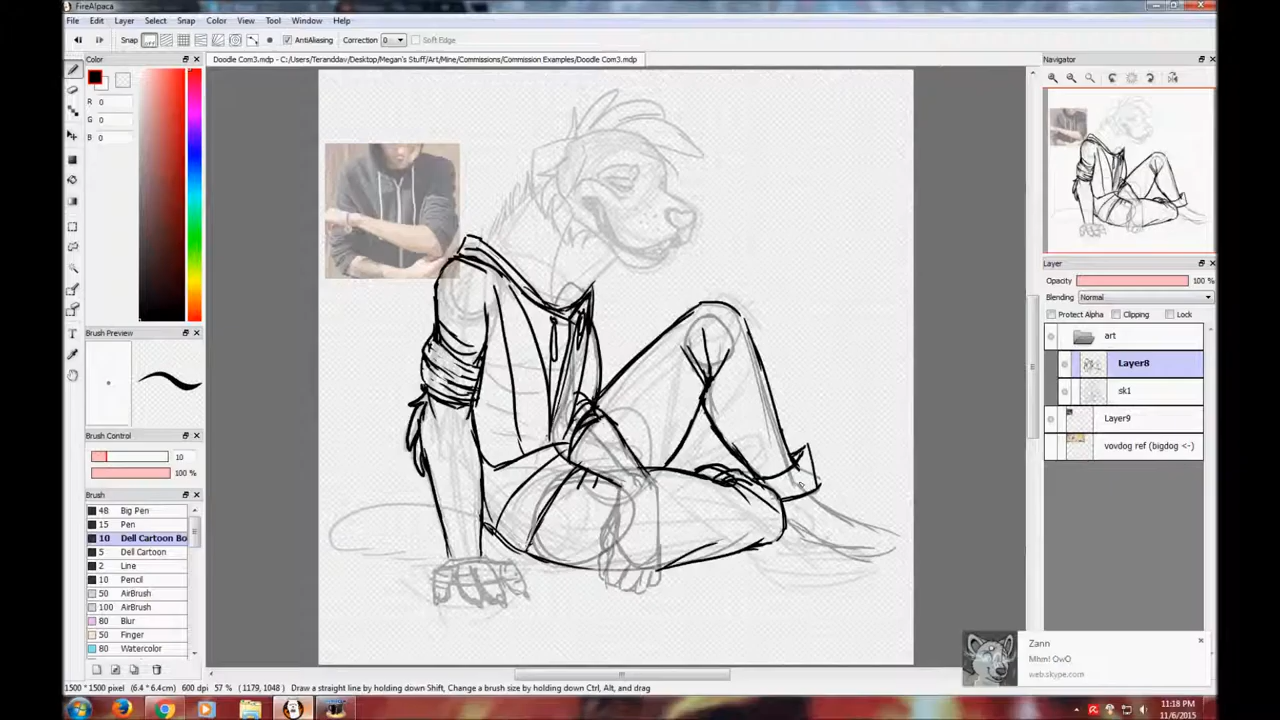 FireAlpaca
File Edit Layer Select Snap Color View Tool Window Help
Snap OFF AntiAliasing Correction 0 Soft Edge
Color
Doodle Com3.mdp - C:/Users/Teranddav/Desktop/Megan's Stuff/Art/Mine/Commissions/Commission Examples/Doodle Com3.mdp
Navigator
R 0
G 0
B 0
Layer
Opacity 100 %
Blending Normal
Protect Alpha Clipping Lock
art
Layer8
sk1
Layer9
vovdog ref (bigdog <-)
Brush Preview
Brush Control
10
100 %
Brush
48 Big Pen
15 Pen
10 Dell Cartoon Bo
5 Dell Cartoon
2 Line
10 Pencil
50 AirBrush
100 AirBrush
80 Blur
50 Finger
80 Watercolor
Zann
Mhm! OwO
web.skype.com
1500 * 1500 pixel (6.4 * 6.4cm) 600 dpi 57 % (1179, 1048) Draw a straight line by holding down Shift, Change a brush size by holding down Ctrl, Alt, and drag
11:18 PM
11/6/2015